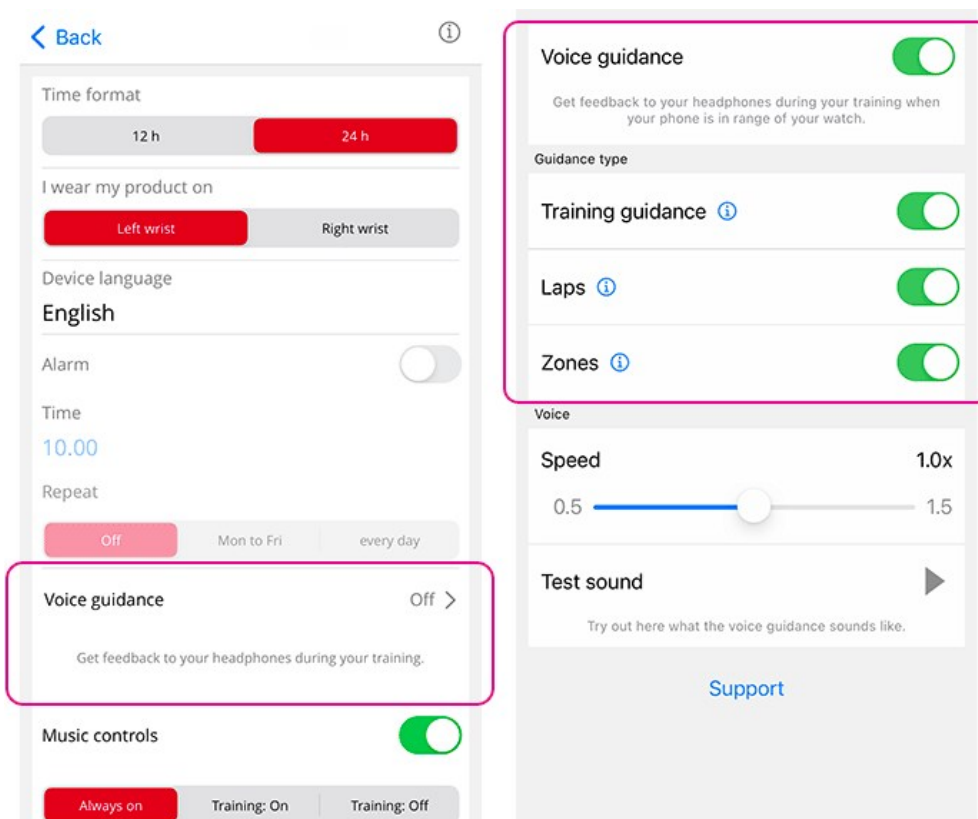 Back
Time format
12 h 24 h
I wear my product on
Left wrist Right wrist
Device language
English
Alarm
Time
10.00
Repeat
Off Mon to Fri every day
Voice guidance Off
Get feedback to your headphones during your training.
Music controls
Always on Training: On Training: Off
Voice guidance
Get feedback to your headphones during your training when
your phone is in range of your watch.
Guidance type
Training guidance
Laps
Zones
Voice
Speed 1.0x
0.5 1.5
Test sound
Try out here what the voice guidance sounds like.
Support